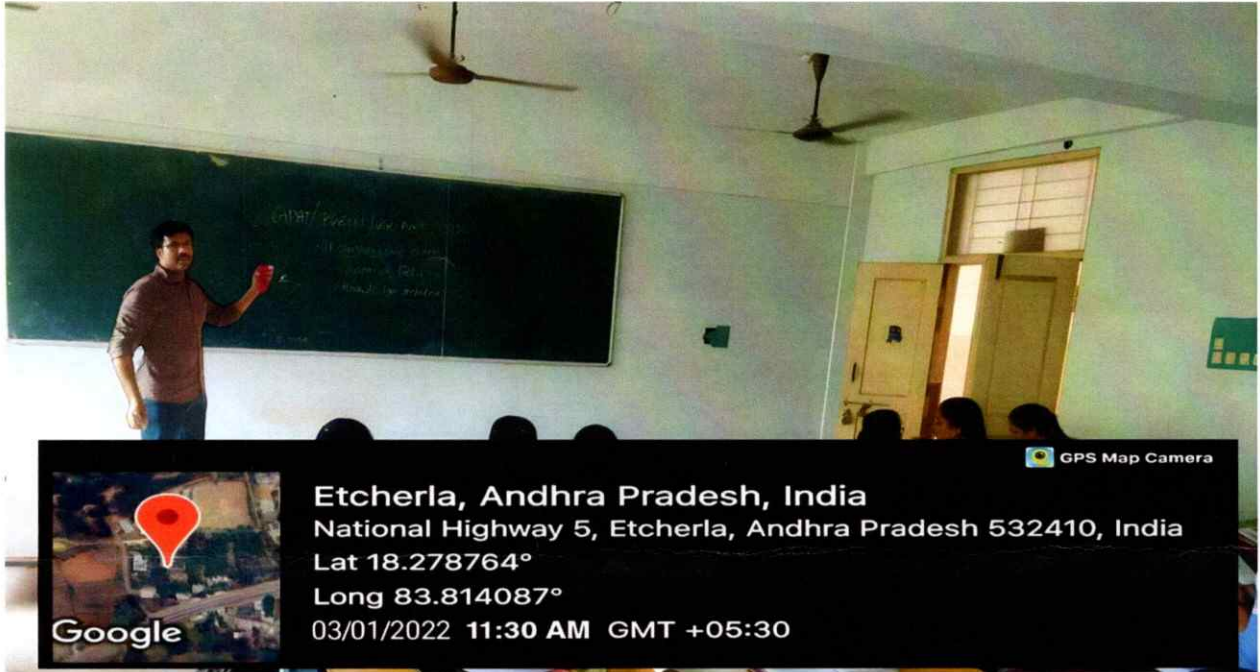 GPAT/
GPS Map Camera
Etcherla, Andhra Pradesh, India
National Highway 5, Etcherla, Andhra Pradesh 532410, India
Lat 18.278764°
Long 83.814087°
03/01/2022 11:30 AM GMT +05:30
Google